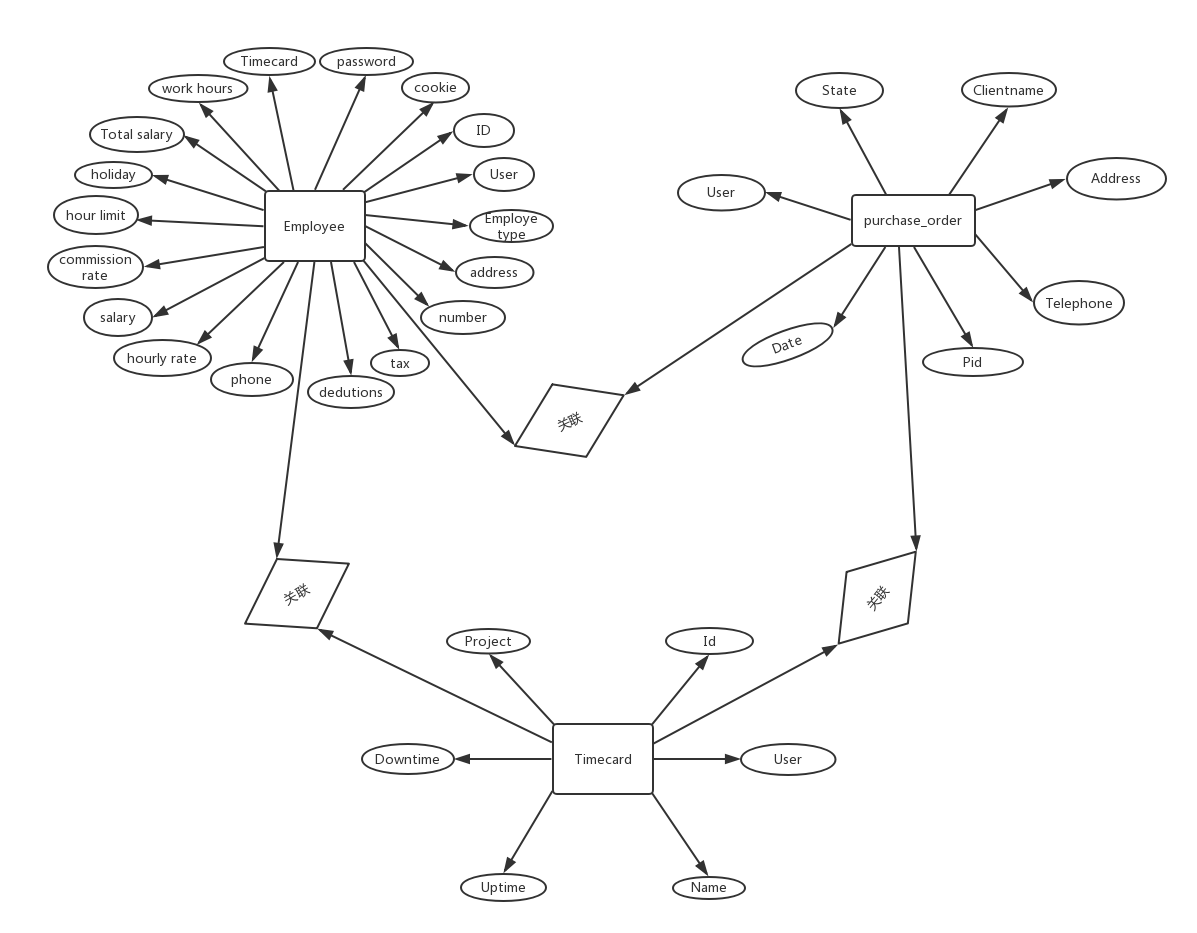 Timecard
password
work hours
cookie
Total salary
ID
holiday
User
hour limit
Employee
Employe
type
commission
rate
address
salary
number
hourly rate
phone
dedutions
tax
State
Clientname
User
Address
purchase_order
Date
Telephone
Pid
关联
关联
关联
Project
Id
Downtime
Timecard
User
Uptime
Name